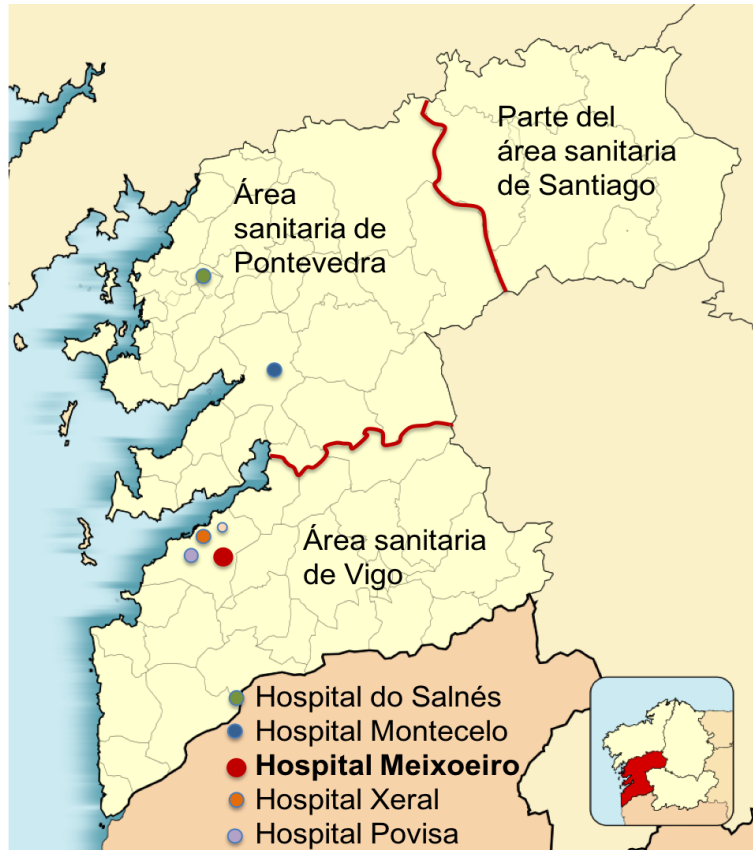 Parte del
área sanitaria
de Santiago
Área
sanitaria de
Pontevedra
Área sanitaria
de Vigo
Hospital do Salnés
Hospital Montecelo
Hospital Meixoeiro
Hospital Xeral
Hospital Povisa